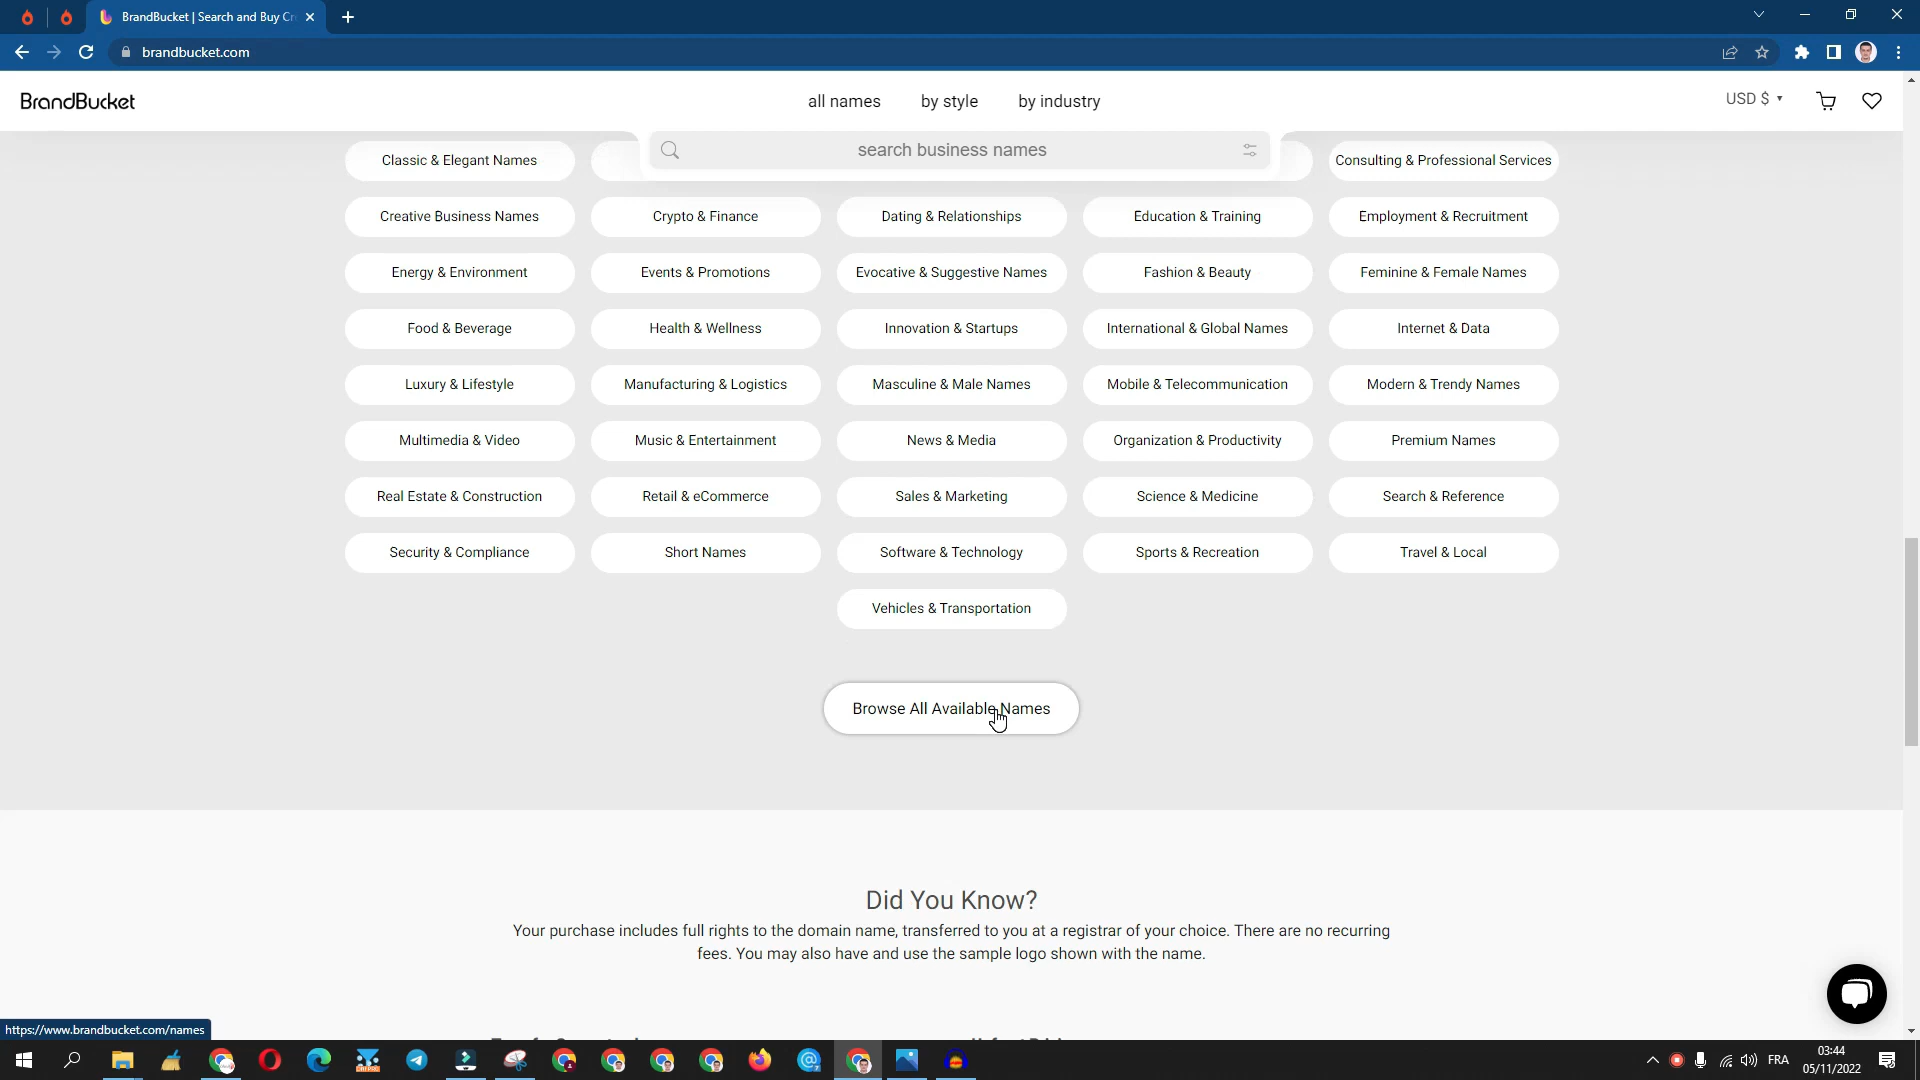 BrandBucket | Search and Buy Cr
brandbucket.com
BrandBucket
all names
by style
by industry
USD $
search business names
Classic & Elegant Names
Consulting & Professional Services
Creative Business Names
Crypto & Finance
Dating & Relationships
Education & Training
Employment & Recruitment
Energy & Environment
Events & Promotions
Evocative & Suggestive Names
Fashion & Beauty
Feminine & Female Names
Food & Beverage
Health & Wellness
Innovation & Startups
International & Global Names
Internet & Data
Luxury & Lifestyle
Manufacturing & Logistics
Masculine & Male Names
Mobile & Telecommunication
Modern & Trendy Names
Multimedia & Video
Music & Entertainment
News & Media
Organization & Productivity
Premium Names
Real Estate & Construction
Retail & eCommerce
Sales & Marketing
Science & Medicine
Search & Reference
Security & Compliance
Short Names
Software & Technology
Sports & Recreation
Travel & Local
Vehicles & Transportation
Browse All Available Names
Did You Know?
Your purchase includes full rights to the domain name, transferred to you at a registrar of your choice. There are no recurring
fees. You may also have and use the sample logo shown with the name.
https://www.brandbucket.com/names
FRA
03:44
05/11/2022